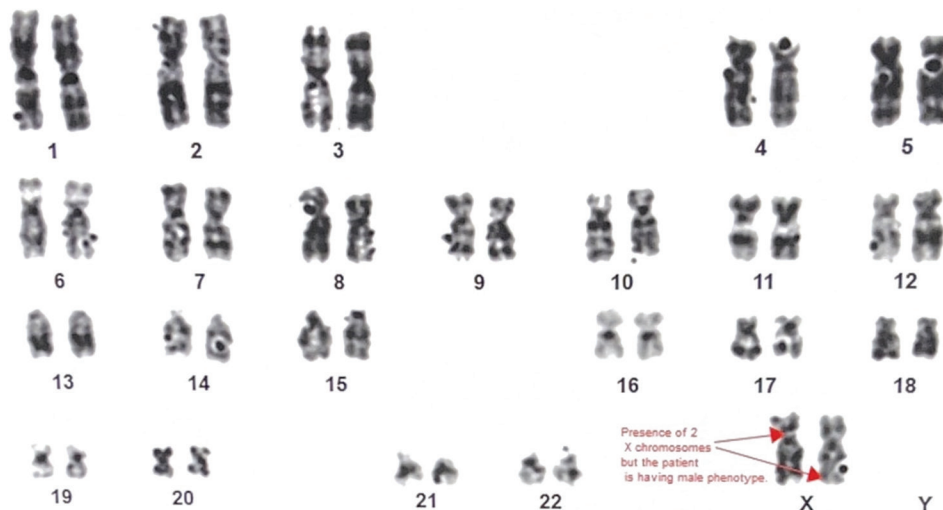 1 2 3 4 5
6 7 8 9 10 11 12
13 14 15 16 17 18
Presence of 2
X chromosomes
but the patient
is having male phenotype.
19 20 21 22 X Y